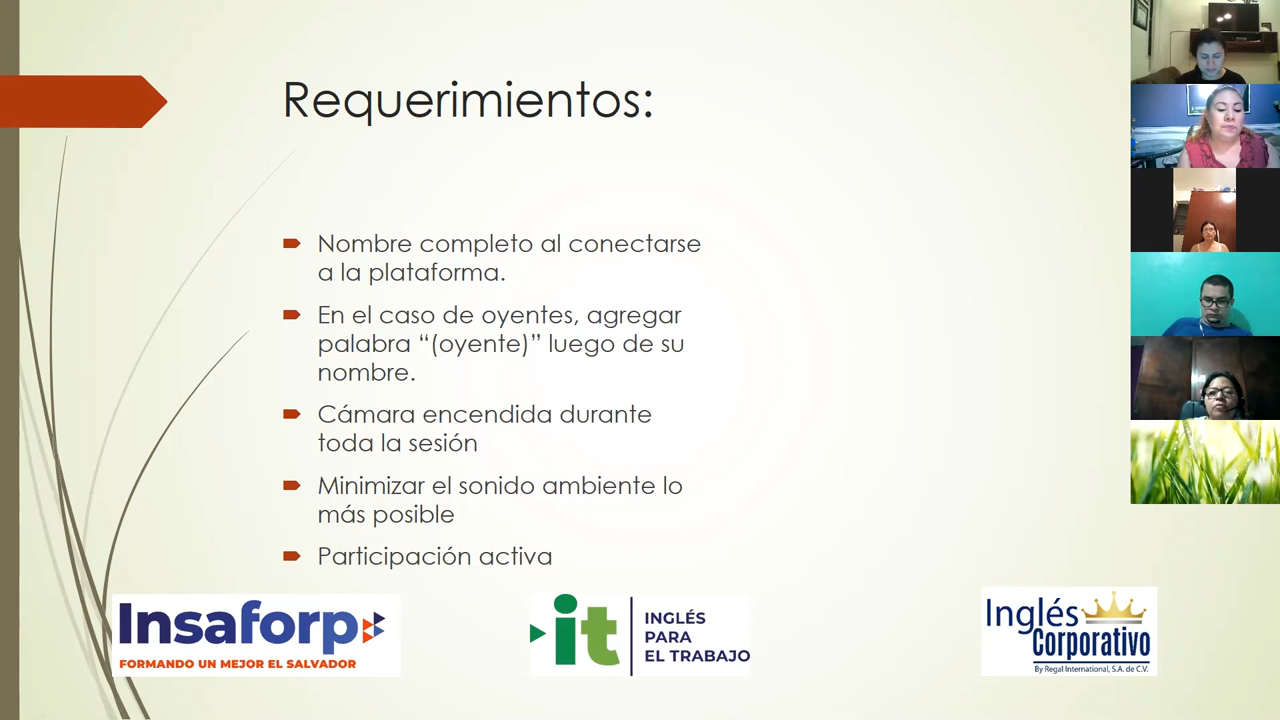 Requerimientos:
Nombre completo al conectarse
a la plataforma.
En el caso de oyentes, agregar
palabra “(oyente)” luego de su
nombre.
Cámara encendida durante
toda la sesión
Minimizar el sonido ambiente lo
más posible
Participación activa
Insaforp
FORMANDO UN MEJOR EL SALVADOR
it
INGLÉS
PARA
EL TRABAJO
Inglés
Corporativo
By Regal International, S.A. de C.V.